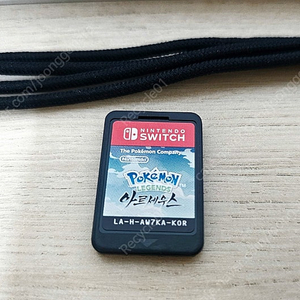 NINTENDO
SWITCH
The Pokémon Company
Nintendo
POKÉMON
LEGENDS
아르세우스
LA-H-AW7KA-KOR